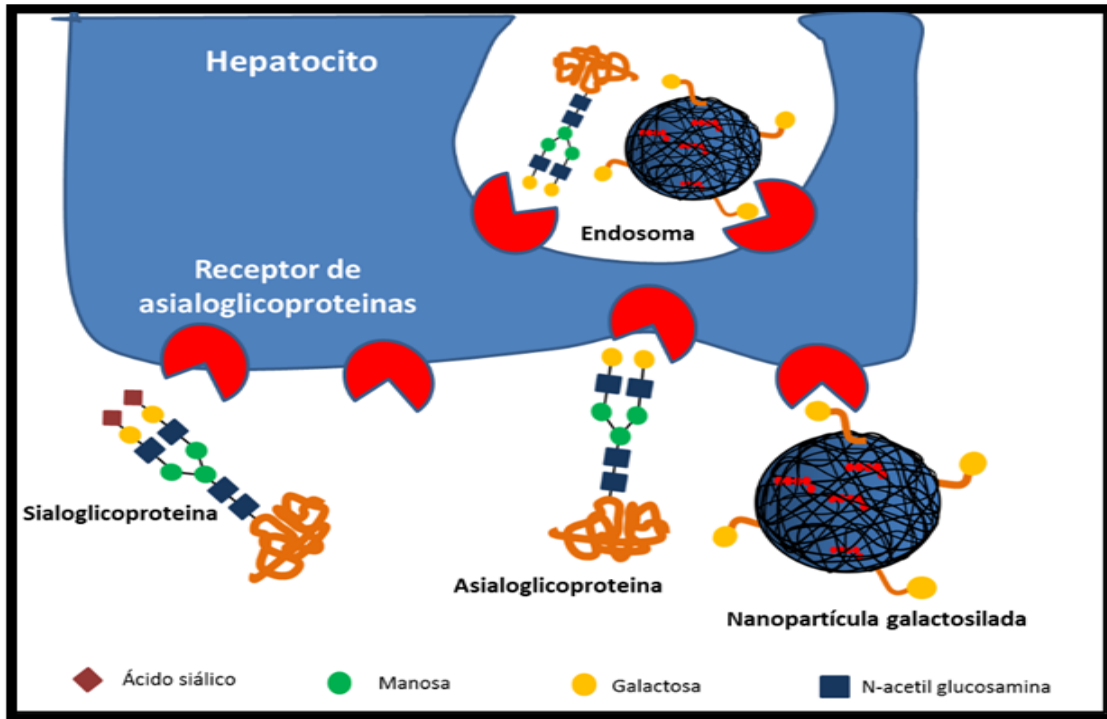 Hepatocito
Endosoma
Receptor de
asialoglicoproteinas
Sialoglicoproteina
Asialoglicoproteina
Nanopartícula galactosilada
Ácido siálico
Manosa
Galactosa
N-acetil glucosamina